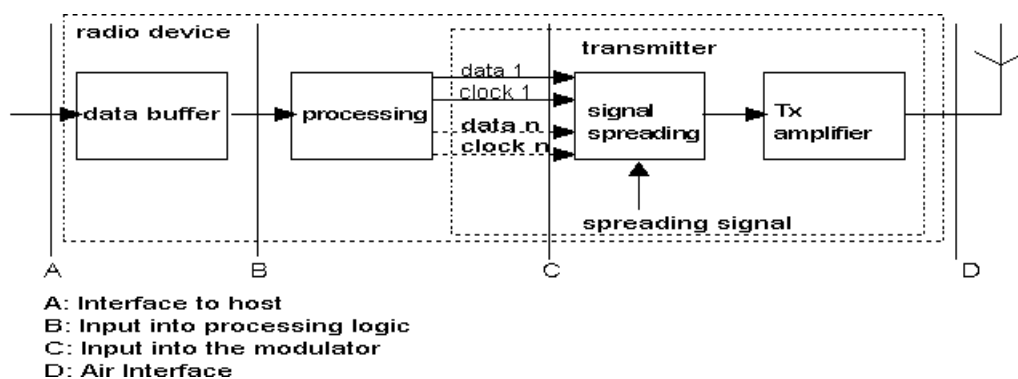 radio device
transmitter
data 1
clock 1
data buffer
processing
signal
spreading
Tx
amplifier
data n
clock n
spreading signal
A
B
C
D
A: Interface to host
B: Input into processing logic
C: Input into the modulator
D: Air Interface